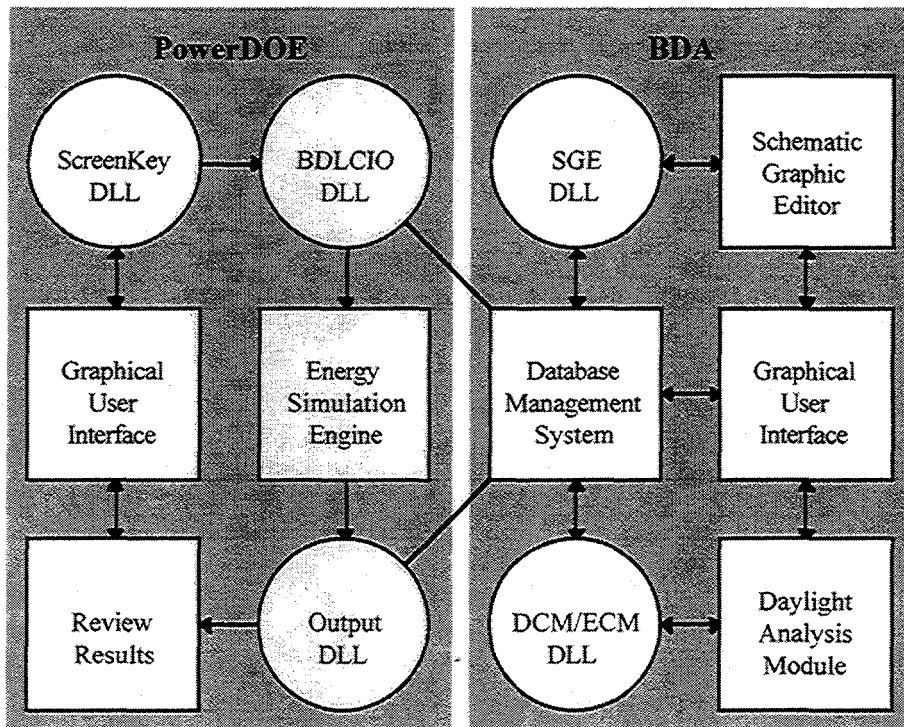 PowerDOE
BDA
ScreenKey
DLL
BDLCIO
DLL
SGE
DLL
Schematic
Graphic
Editor
Graphical
User
Interface
Energy
Simulation
Engine
Database
Management
System
Graphical
User
Interface
Review
Results
Output
DLL
DCM/ECM
DLL
Daylight
Analysis
Module